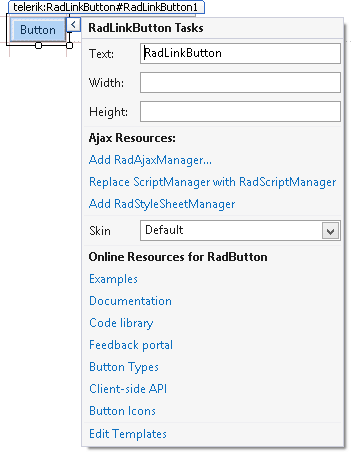 telerik:RadLinkButton#RadLinkButton1
Button
RadLinkButton Tasks
Text: RadLinkButton
Width:
Height:
Ajax Resources:
Add RadAjaxManager...
Replace ScriptManager with RadScriptManager
Add RadStyleSheetManager
Skin Default
Online Resources for RadButton
Examples
Documentation
Code library
Feedback portal
Button Types
Client-side API
Button Icons
Edit Templates